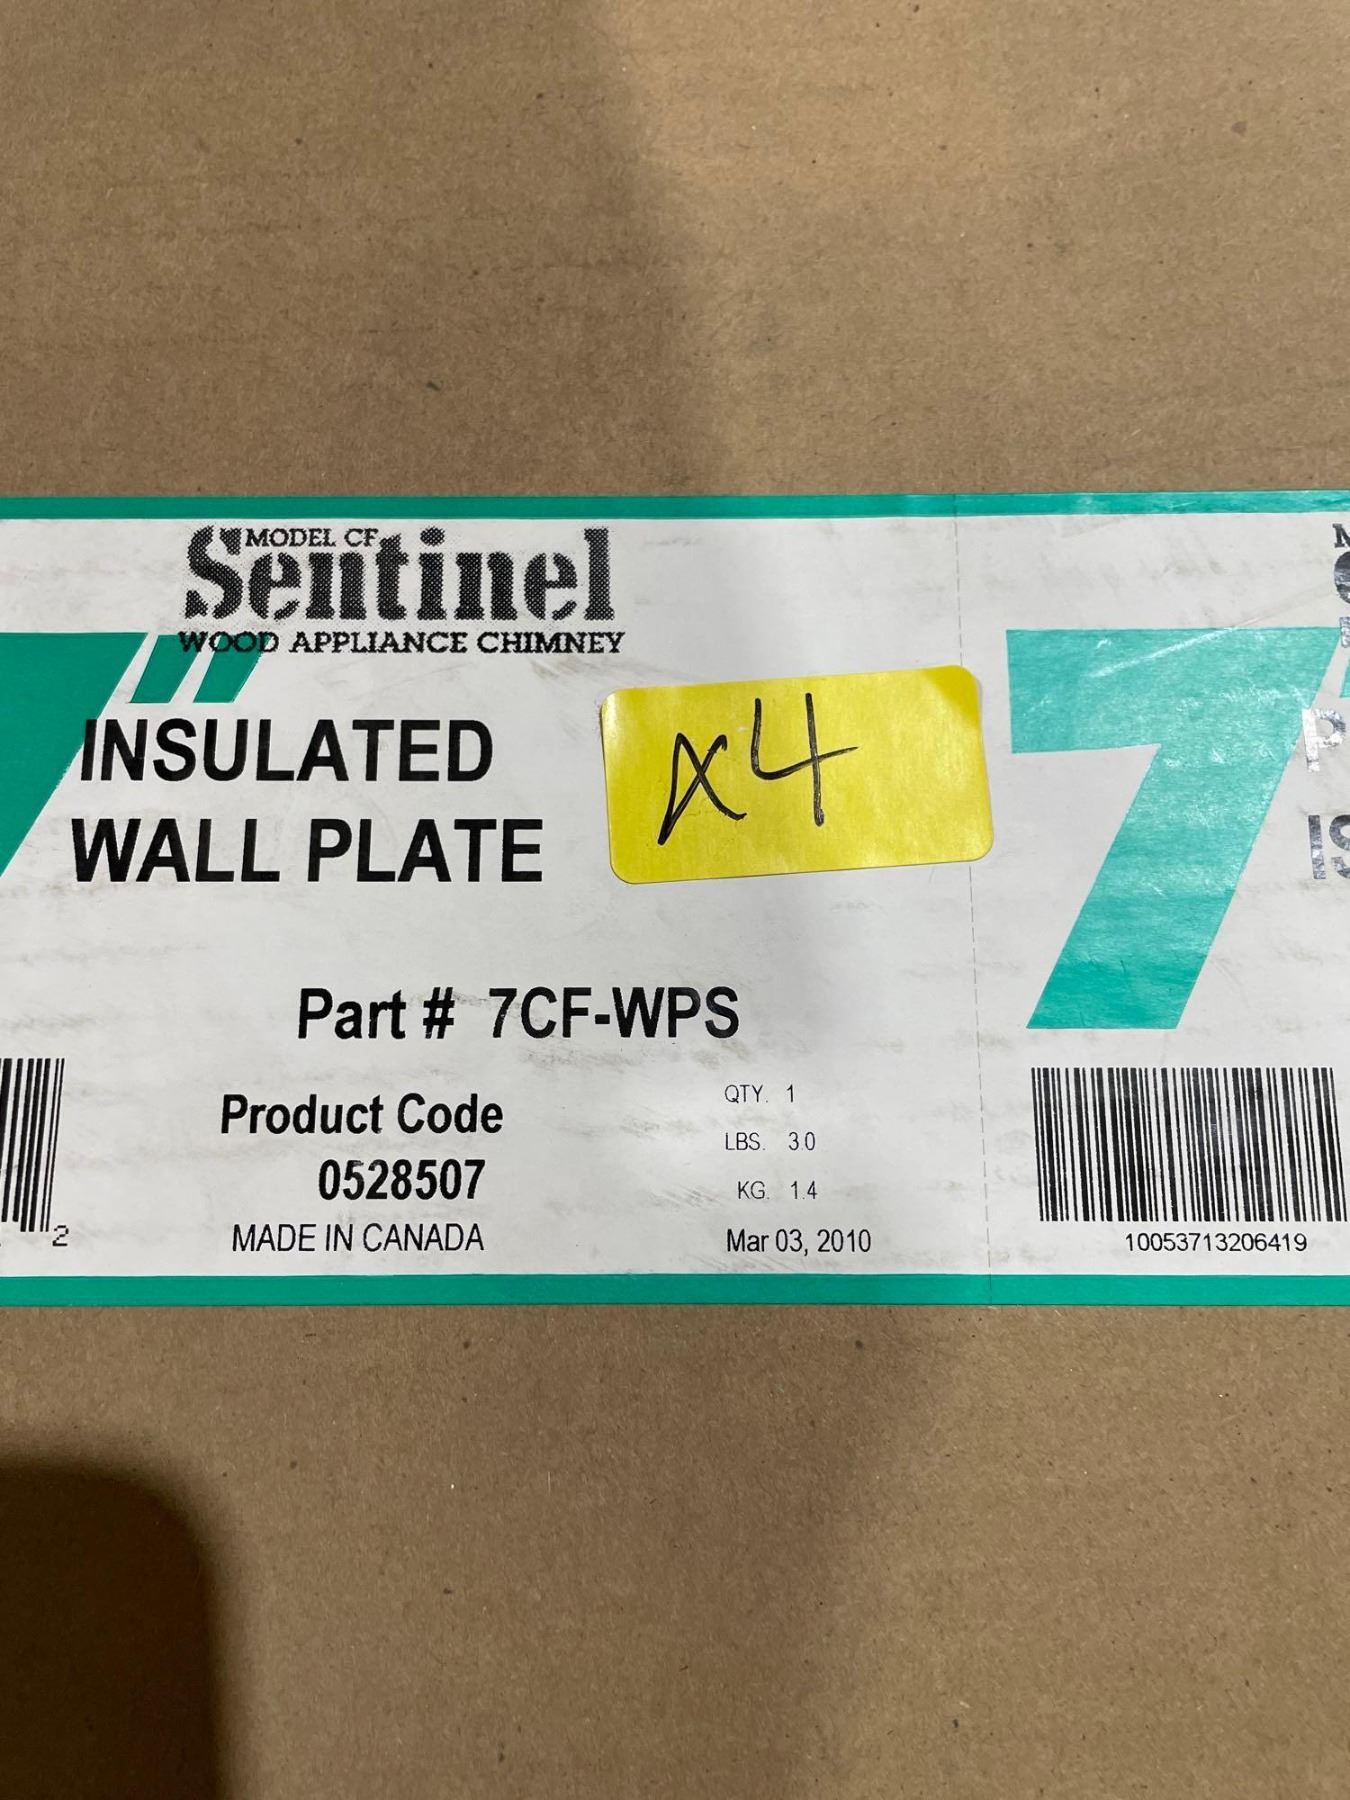 MODEL CF
Sentinel
WOOD APPLIANCE CHIMNEY
7"
INSULATED
WALL PLATE
x4
Part # 7CF-WPS
Product Code
0528507
MADE IN CANADA
QTY. 1
LBS. 3.0
KG. 1.4
Mar 03, 2010
2
7
10053713206419